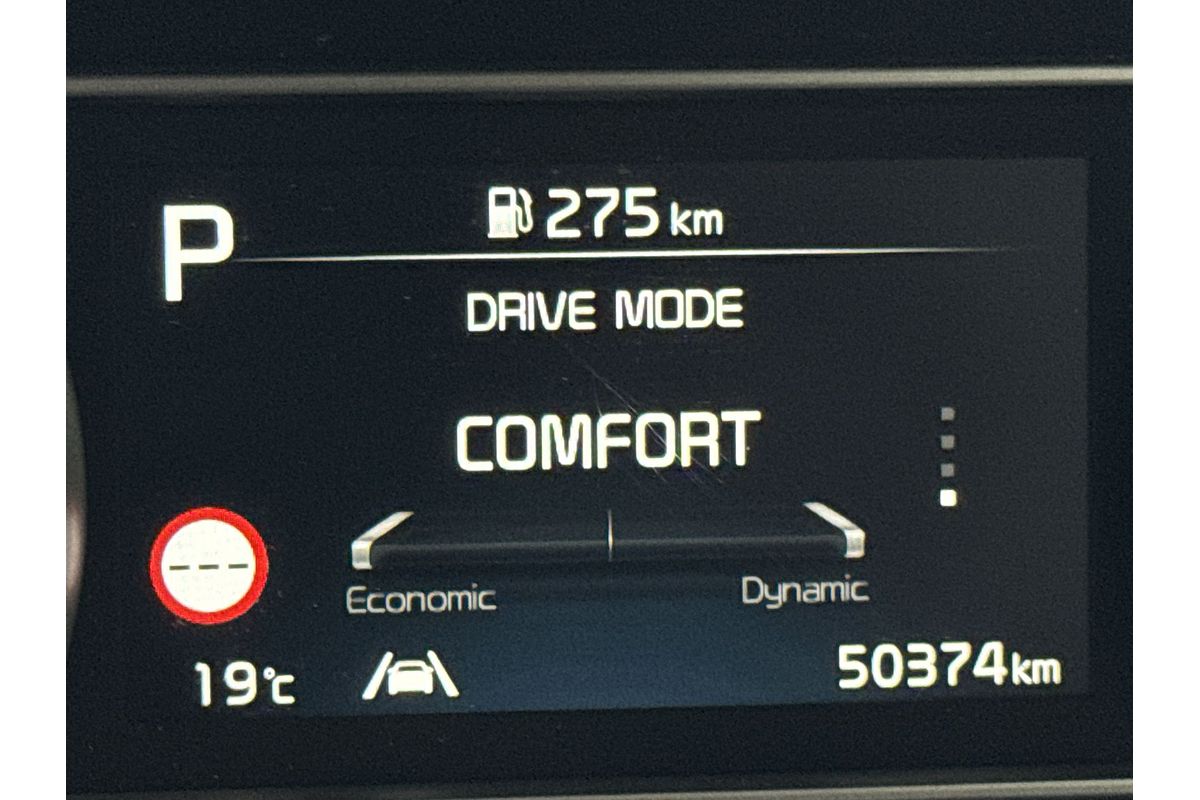 P
275 km
DRIVE MODE
COMFORT
---
Economic Dynamic
19°C
50374km